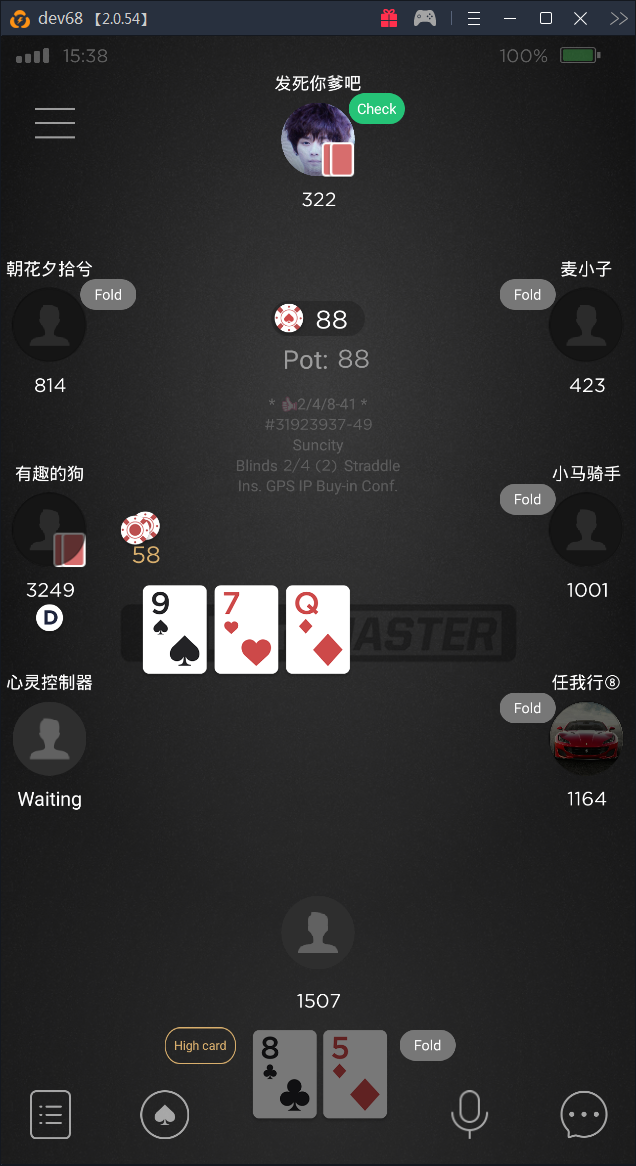 dev68 【2.0.54】
15:38
100%
发死你爹吧
Check
322
朝花夕拾兮
Fold
814
麦小子
Fold
423
88
Pot: 88
* 2/4/8-41 *
#31923937-49
Suncity
Blinds 2/4 (2) Straddle
Ins. GPS IP Buy-in Conf.
有趣的狗
3249
D
58
小马骑手
Fold
1001
9
7
Q
ASTER
心灵控制器
Waiting
任我行⑧
Fold
1164
1507
High card
8
5
Fold